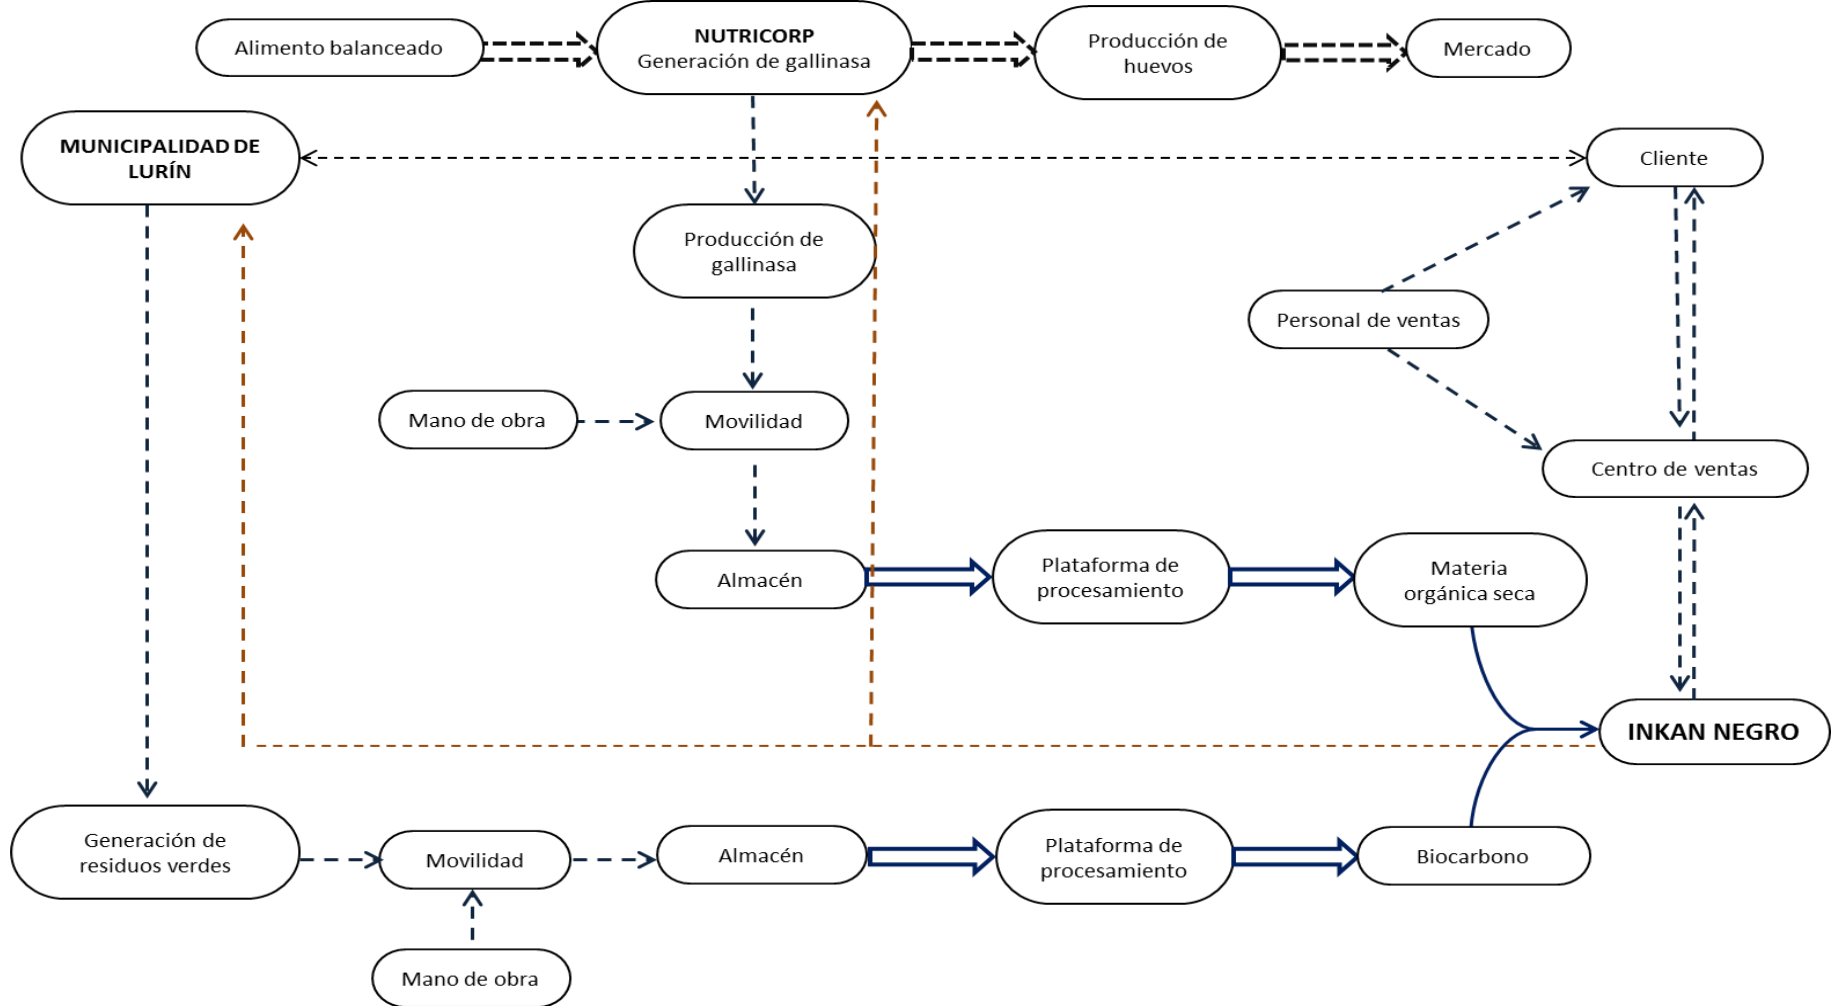 Alimento balanceado
NUTRICORP
Generación de gallinasa
Producción de
huevos
Mercado
MUNICIPALIDAD DE
LURÍN
Cliente
Producción de
gallinasa
Personal de ventas
Mano de obra
Movilidad
Centro de ventas
Almacén
Plataforma de
procesamiento
Materia
orgánica seca
INKAN NEGRO
Generación de
residuos verdes
Movilidad
Almacén
Plataforma de
procesamiento
Biocarbono
Mano de obra